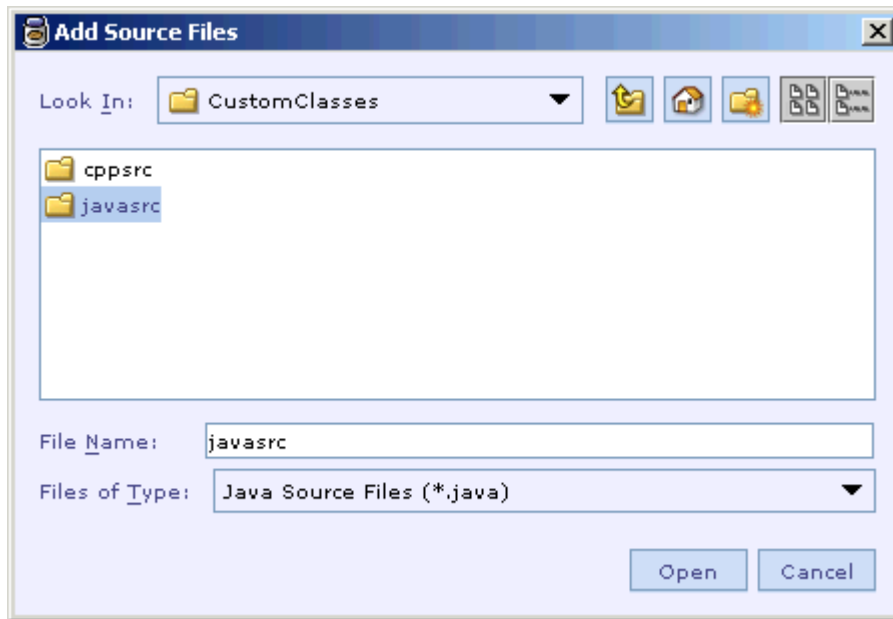 Add Source Files
Look In: CustomClasses
cppsrc
javasrc
File Name: javasrc
Files of Type: Java Source Files (*.java)
Open Cancel